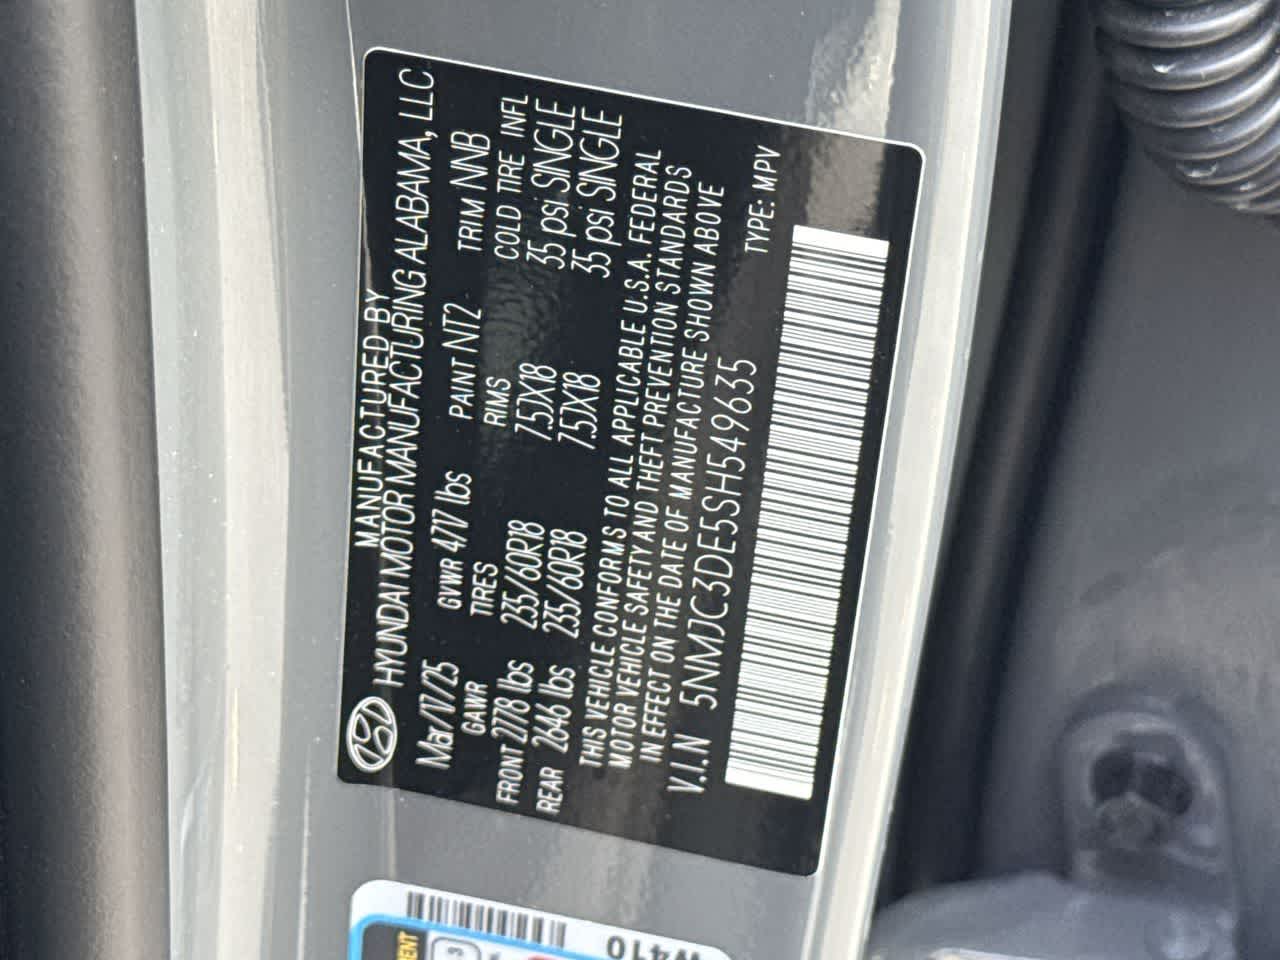 MANUFACTURED BY
HYUNDAI MOTOR MANUFACTURING ALABAMA, LLC
Mar/17/25 GVWR 4717 lbs PAINT NT2 TRIM NNB
GAWR TIRES RIMS COLD TIRE INFL
FRONT 2778 lbs 235/60R18 7.5JX18 35 psi SINGLE
REAR 2646 lbs 235/60R18 7.5JX18 35 psi SINGLE
THIS VEHICLE CONFORMS TO ALL APPLICABLE U.S.A. FEDERAL
MOTOR VEHICLE SAFETY AND THEFT PREVENTION STANDARDS
IN EFFECT ON THE DATE OF MANUFACTURE SHOWN ABOVE
V.I.N 5NMJC3DE5SH549635 TYPE: MPV